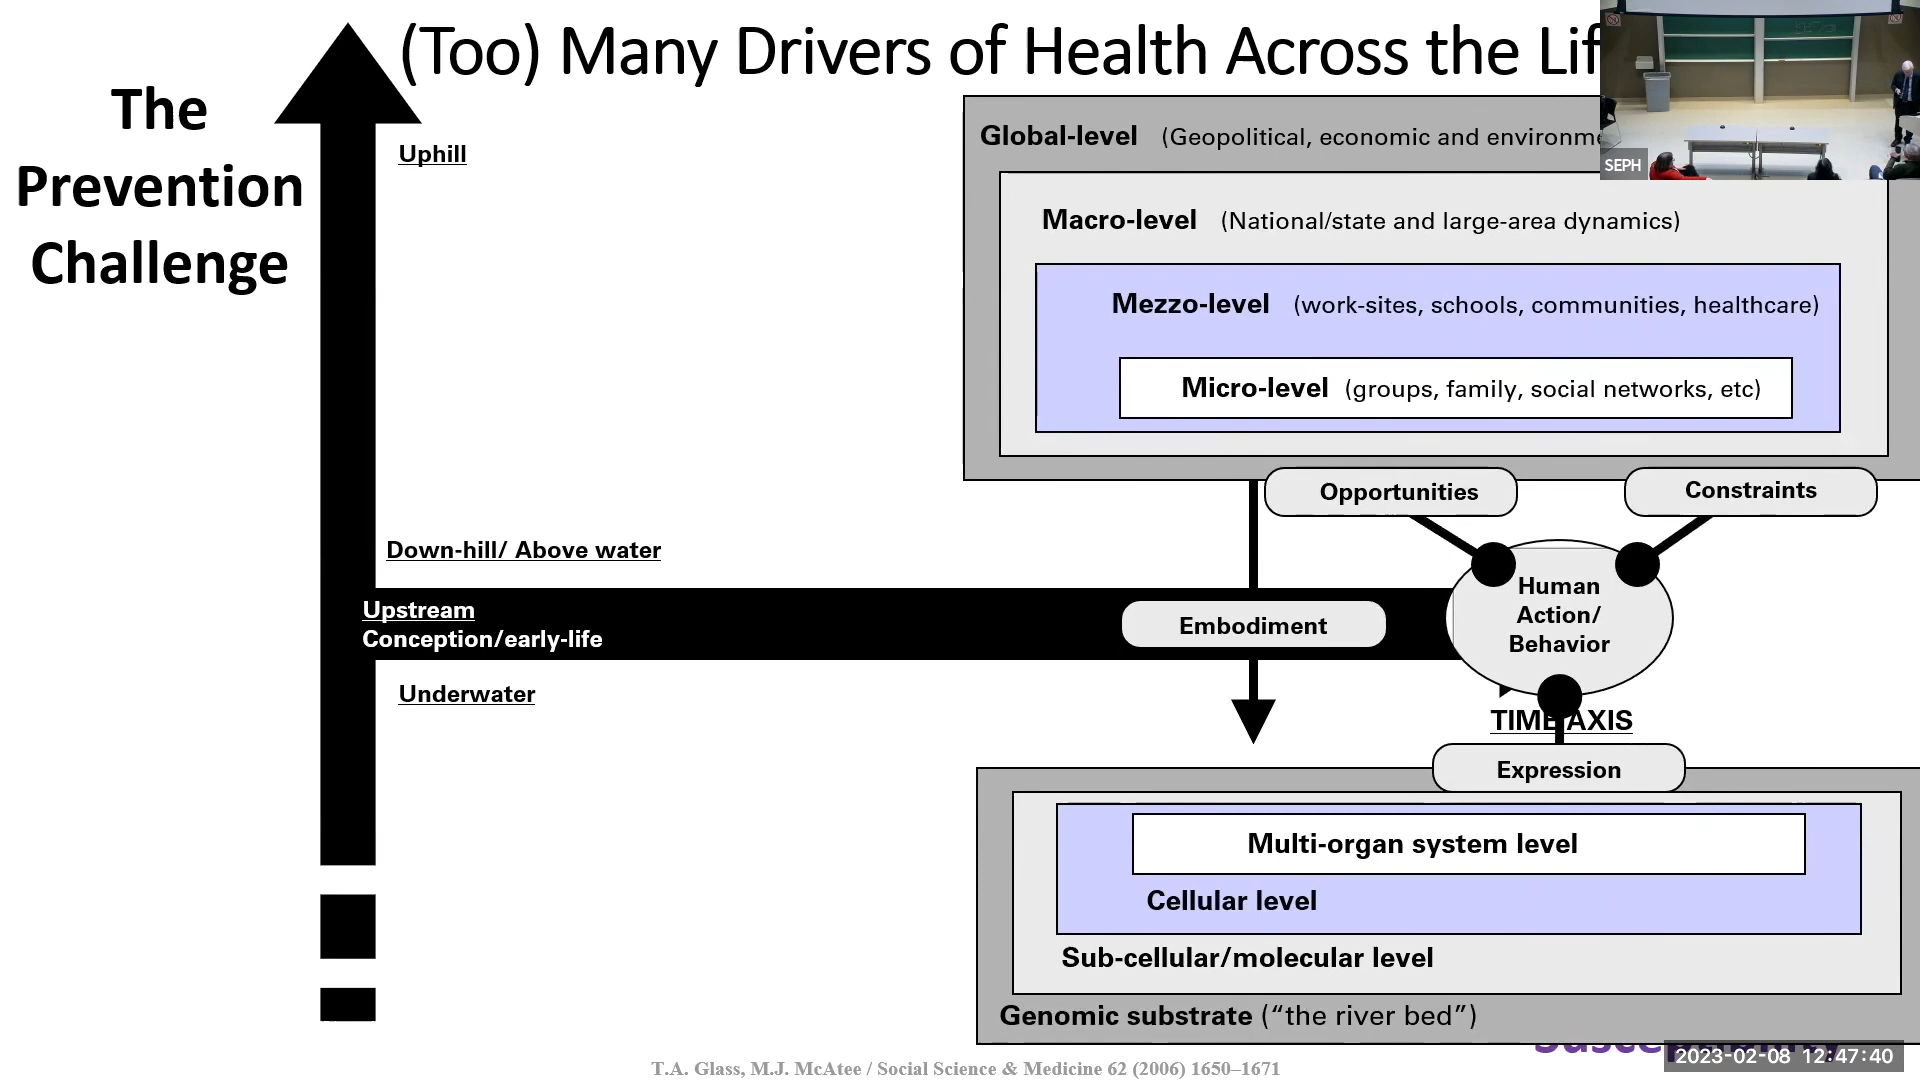 (Too) Many Drivers of Health Across the Lif
The
Prevention
Challenge
Uphill
Global-level (Geopolitical, economic and environme
SEPH
Macro-level (National/state and large-area dynamics)
Mezzo-level (work-sites, schools, communities, healthcare)
Micro-level (groups, family, social networks, etc)
Opportunities
Constraints
Down-hill/ Above water
Upstream
Conception/early-life
Embodiment
Human
Action/
Behavior
Underwater
TIME AXIS
Expression
Multi-organ system level
Cellular level
Sub-cellular/molecular level
Genomic substrate (“the river bed”)
T.A. Glass, M.J. McAtee / Social Science & Medicine 62 (2006) 1650–1671
2023-02-08 12:47:40